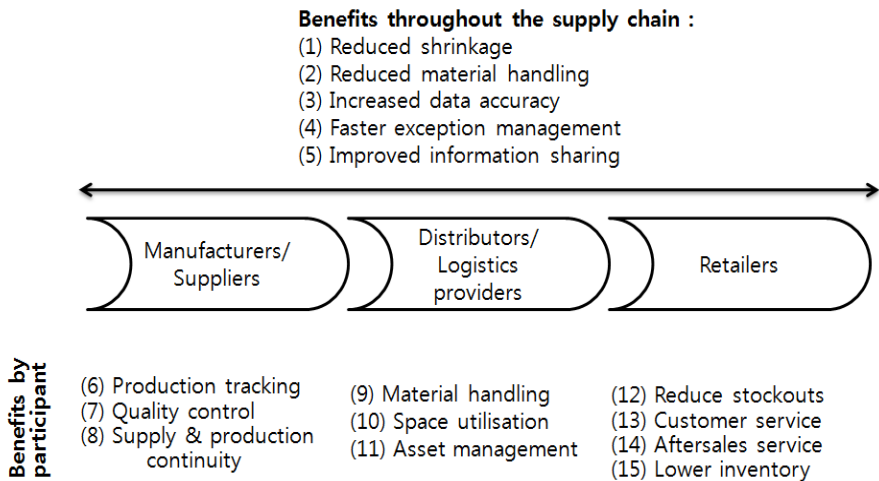 Benefits throughout the supply chain :
(1) Reduced shrinkage
(2) Reduced material handling
(3) Increased data accuracy
(4) Faster exception management
(5) Improved information sharing
Manufacturers/
Suppliers
Distributors/
Logistics
providers
Retailers
Benefits by
participant
(6) Production tracking
(7) Quality control
(8) Supply & production
continuity
(9) Material handling
(10) Space utilisation
(11) Asset management
(12) Reduce stockouts
(13) Customer service
(14) Aftersales service
(15) Lower inventory